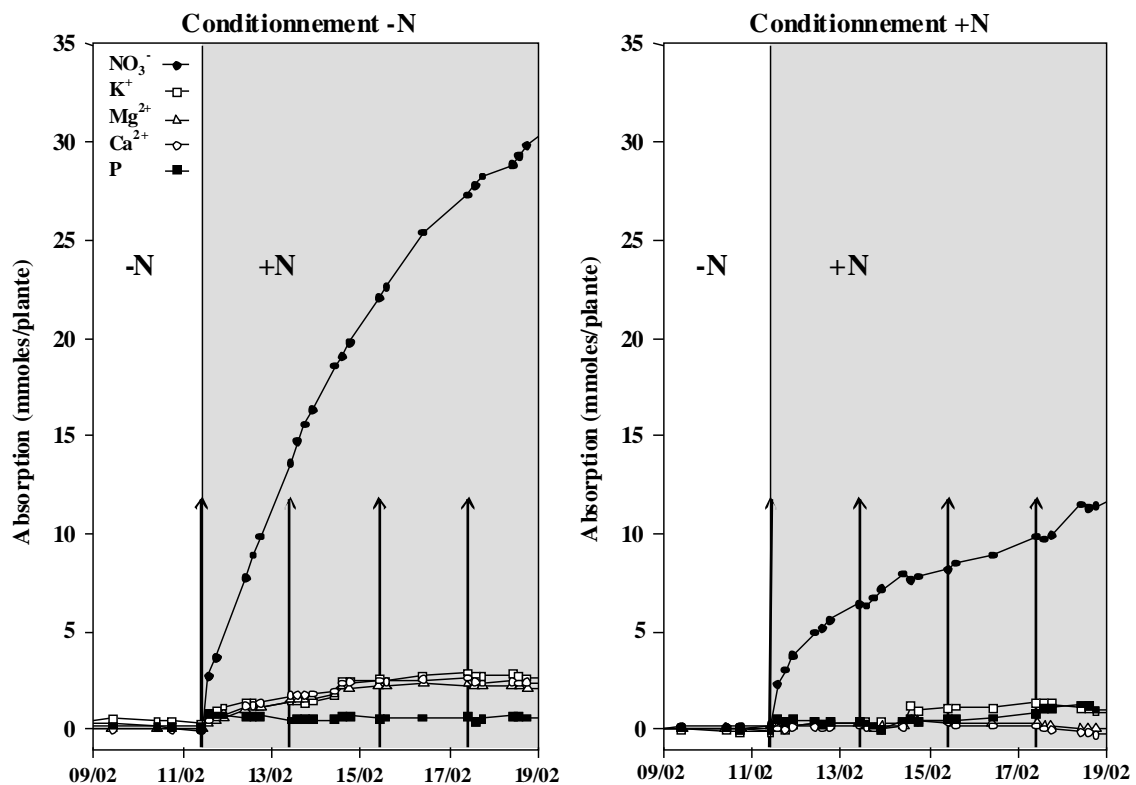 Conditionnement -N
Absorption (mmoles/plante)
35
30
25
20
15
10
5
0
NO₃⁻
K⁺
Mg²⁺
Ca²⁺
P
-N
+N
09/02
11/02
13/02
15/02
17/02
19/02
Conditionnement +N
Absorption (mmoles/plante)
35
30
25
20
15
10
5
0
-N
+N
09/02
11/02
13/02
15/02
17/02
19/02